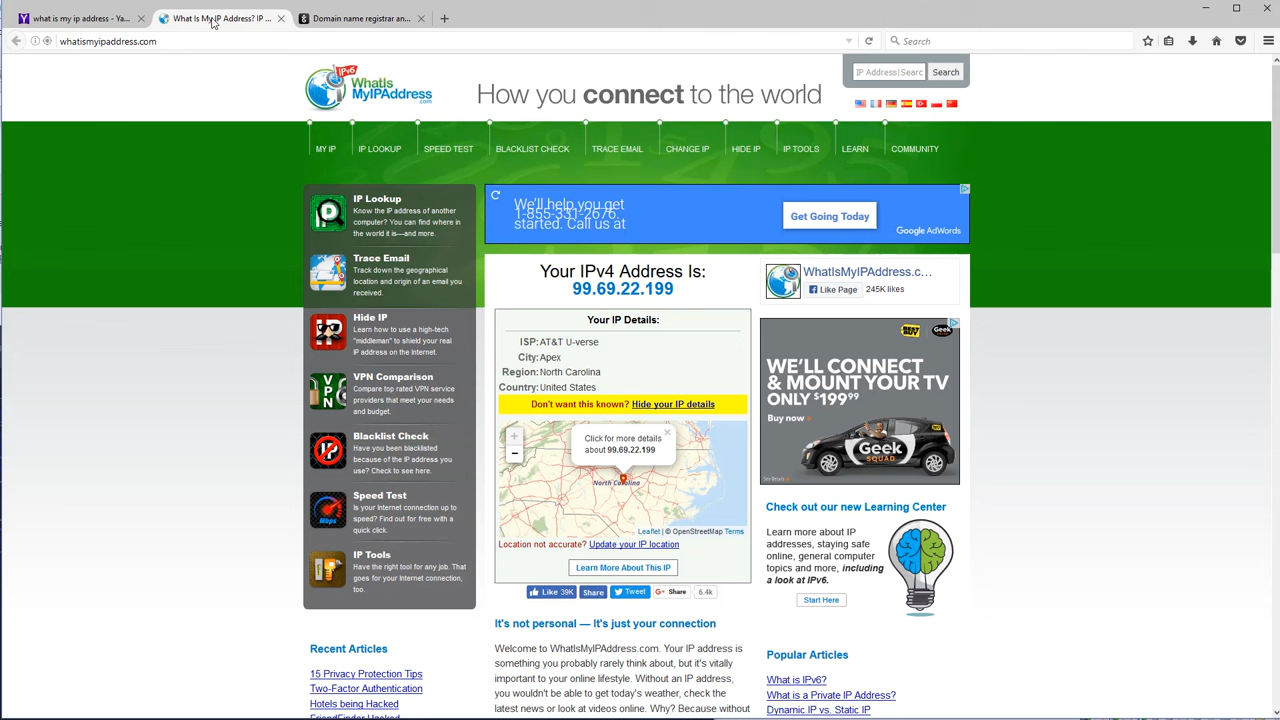 what is my ip address - Ya...
What Is My IP Address? IP ...
Domain name registrar an...
whatismyipaddress.com
Search
IPv6
WhatIs
MyIPAddress
.com
How you connect to the world
IP Address|Searc
Search
MY IP
IP LOOKUP
SPEED TEST
BLACKLIST CHECK
TRACE EMAIL
CHANGE IP
HIDE IP
IP TOOLS
LEARN
COMMUNITY
IP Lookup
Know the IP address of another
computer? You can find where in
the world it is—and more.
Trace Email
Track down the geographical
location and origin of an email you
received.
Hide IP
Learn how to use a high-tech
"middleman" to shield your real
IP address on the Internet.
VPN Comparison
Compare top rated VPN service
providers that meet your needs
and budget.
Blacklist Check
Have you been blacklisted
because of the IP address you
use? Check to see here.
Speed Test
Is your Internet connection up to
speed? Find out for free with a
quick click.
IP Tools
Have the right tool for any job. That
goes for your Internet connection,
too.
Recent Articles
15 Privacy Protection Tips
Two-Factor Authentication
Hotels being Hacked
FriendFinder Hacked
We'll help you get
1-855-331-2676.
started. Call us at
Get Going Today
Google AdWords
Your IPv4 Address Is:
99.69.22.199
Your IP Details:
ISP: AT&T U-verse
City: Apex
Region: North Carolina
Country: United States
Don't want this known? Hide your IP details
Click for more details
about 99.69.22.199
North Carolina
Leaflet | © OpenStreetMap Terms
Location not accurate? Update your IP location
Learn More About This IP
Like 39K
Share
Tweet
Share
6.4k
It's not personal — It's just your connection
Welcome to WhatIsMyIPAddress.com. Your IP address is
something you probably rarely think about, but it's vitally
important to your online lifestyle. Without an IP address,
you wouldn't be able to get today's weather, check the
latest news or look at videos online. Why? Because without
WhatIsMyIPAddress.c...
Like Page
245K likes
BEST BUY
Geek SQUAD
WE'LL CONNECT
& MOUNT YOUR TV
ONLY $199⁹⁹
Buy now
Geek
SQUAD
See Details
Check out our new Learning Center
Learn more about IP
addresses, staying safe
online, general computer
topics and more, including
a look at IPv6.
Start Here
Popular Articles
What is IPv6?
What is a Private IP Address?
Dynamic IP vs. Static IP